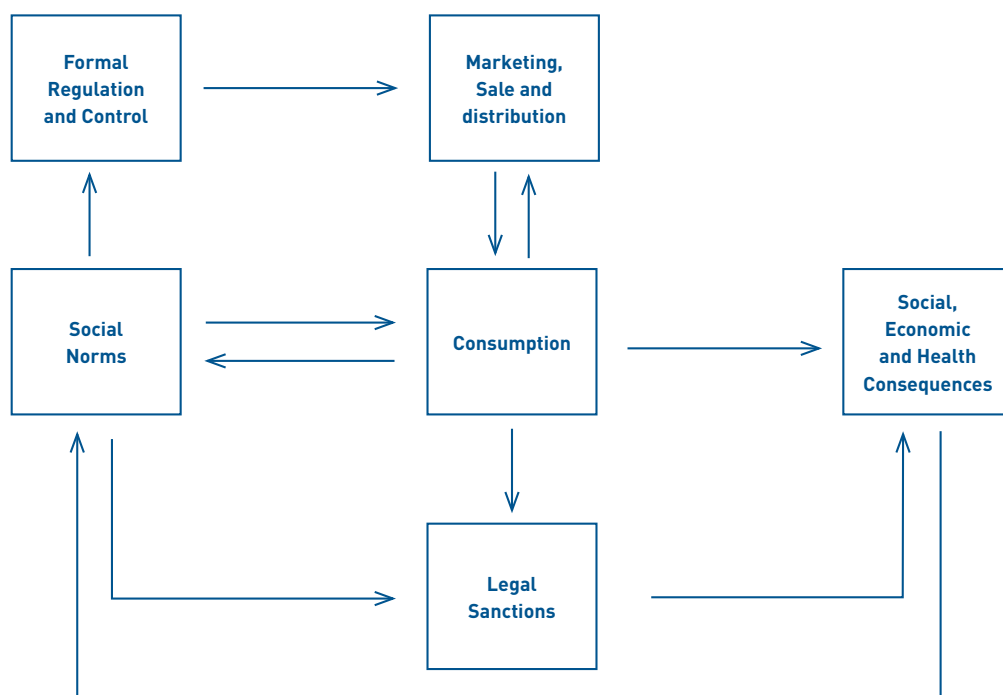 Formal
Regulation
and Control
Marketing,
Sale and
distribution
Social
Norms
Consumption
Social,
Economic
and Health
Consequences
Legal
Sanctions